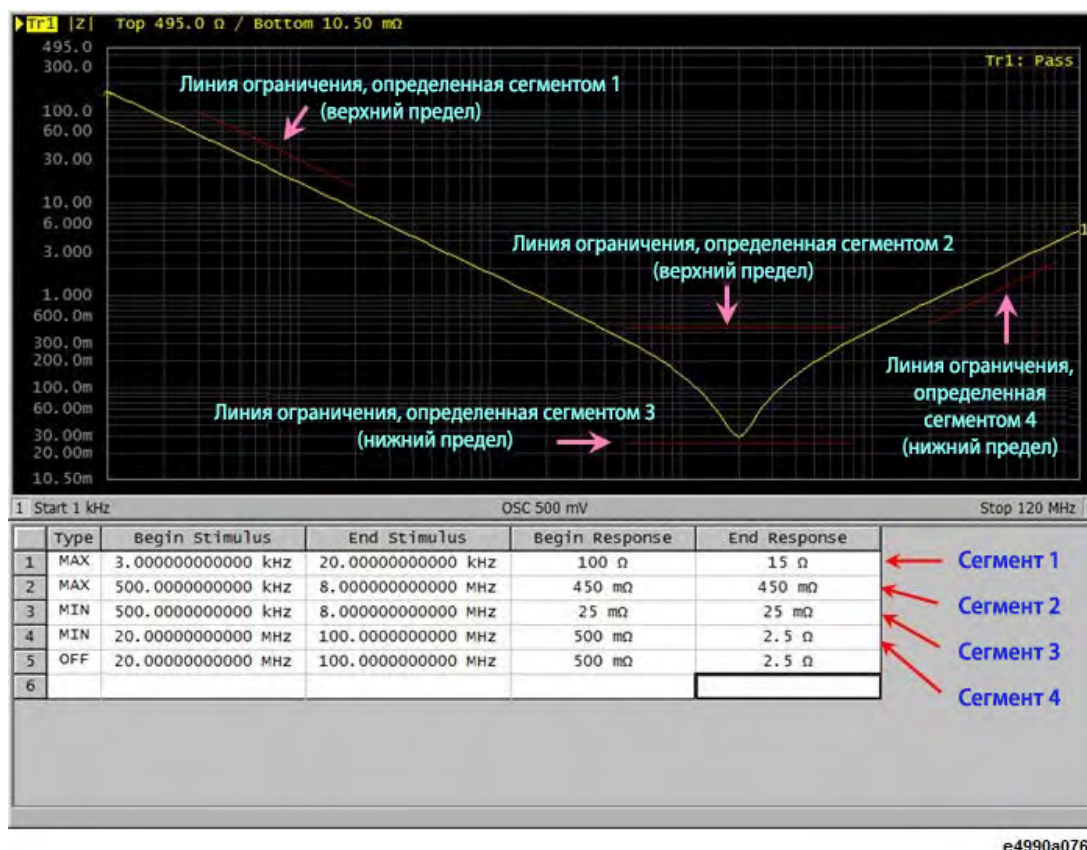 Tr1 |Z| Top 495.0 Ω / Bottom 10.50 mΩ
495.0
300.0
100.0
60.00
30.00
10.00
6.000
3.000
1.000
600.0m
300.0m
200.0m
100.0m
60.00m
30.00m
20.00m
10.50m
Tr1: Pass
Линия ограничения, определенная сегментом 1
(верхний предел)
Линия ограничения, определенная сегментом 2
(верхний предел)
1
Линия ограничения, определенная сегментом 3
(нижний предел)
Линия ограничения,
определенная
сегментом 4
(нижний предел)
1 Start 1 kHz OSC 500 mV Stop 120 MHz
Type Begin Stimulus End Stimulus Begin Response End Response
1 MAX 3.000000000000 kHz 20.00000000000 kHz 100 Ω 15 Ω
2 MAX 500.0000000000 kHz 8.000000000000 MHz 450 mΩ 450 mΩ
3 MIN 500.0000000000 kHz 8.000000000000 MHz 25 mΩ 25 mΩ
4 MIN 20.00000000000 MHz 100.0000000000 MHz 500 mΩ 2.5 Ω
5 OFF 20.00000000000 MHz 100.0000000000 MHz 500 mΩ 2.5 Ω
6
Сегмент 1
Сегмент 2
Сегмент 3
Сегмент 4
e4990a076